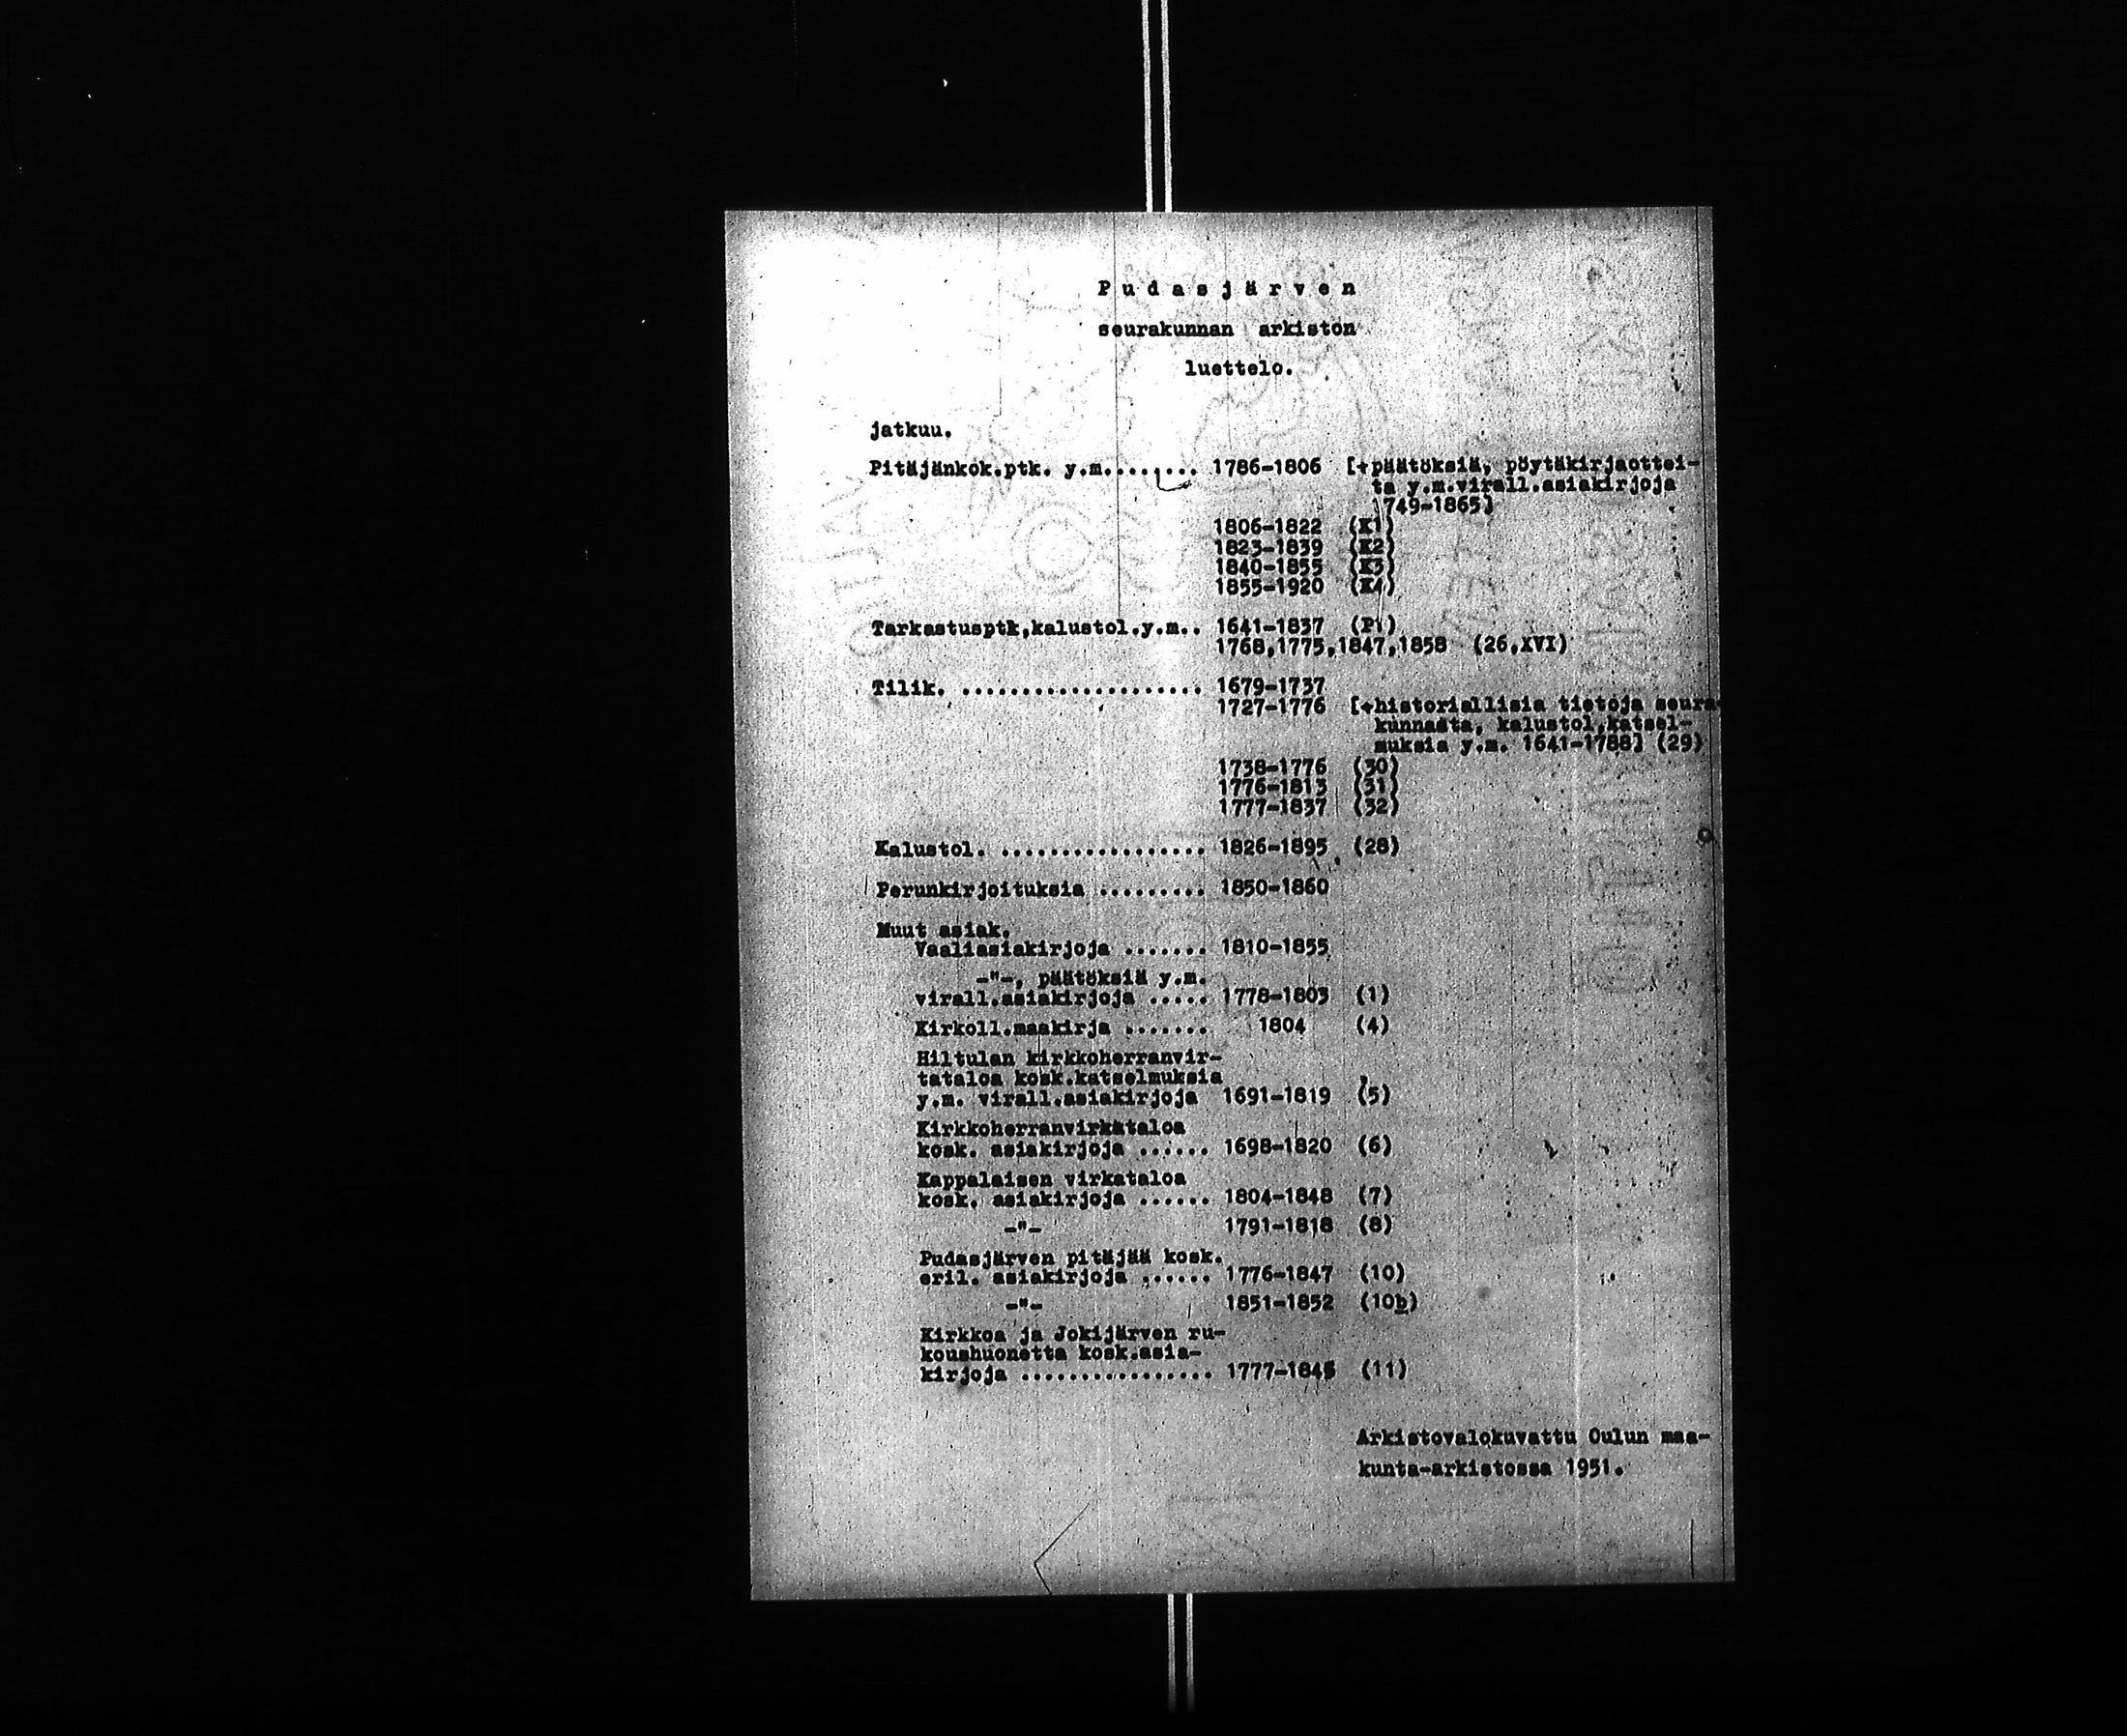 Pudasjärven
seurakunnan arkiston
luettelo.
jatkuu.
Pitäjänkok.ptk. y.m........ 1786-1806 [+päätöksiä, pöytäkirjaottei-
ta y.m.virall.asiakirjoja
1749-1865]
1806-1822 (K1)
1823-1839 (K2)
1840-1855 (K3)
1855-1920 (K4)
Tarkastusptk,kalustol.y.m.. 1641-1837 (P1)
1768,1775,1847,1858 (26,XVI)
Tilik. .................... 1679-1737
1727-1776 [+historiallisia tietoja seura-
kunnasta, kalustol,katsel-
muksia y.m. 1641-1788] (29)
1738-1776 (30)
1776-1813 (31)
1777-1837 (32)
Kalustol. ................. 1826-1895 (28)
Perunkirjoituksia ......... 1850-1860
Muut asiak.
Vaaliasiakirjoja ....... 1810-1855
-"-, päätöksiä y.m.
virall.asiakirjoja ..... 1778-1803 (1)
Kirkoll.maakirja ....... 1804 (4)
Hiltulan kirkkoherranvir-
tataloa kosk.katselmuksia
y.m. virall.asiakirjoja 1691-1819 (5)
Kirkkoherranvirkataloa
kosk. asiakirjoja ...... 1698-1820 (6)
Kappalaisen virkataloa
kosk. asiakirjoja ...... 1804-1848 (7)
-"- 1791-1818 (8)
Pudasjärven pitäjää kosk.
eril. asiakirjoja ...... 1776-1847 (10)
-"- 1851-1852 (10b)
Kirkkoa ja Jokijärven ru-
koushuonetta kosk.asia-
kirjoja ................ 1777-1845 (11)
Arkistovalokuvattu Oulun maa-
kunta-arkistossa 1951.